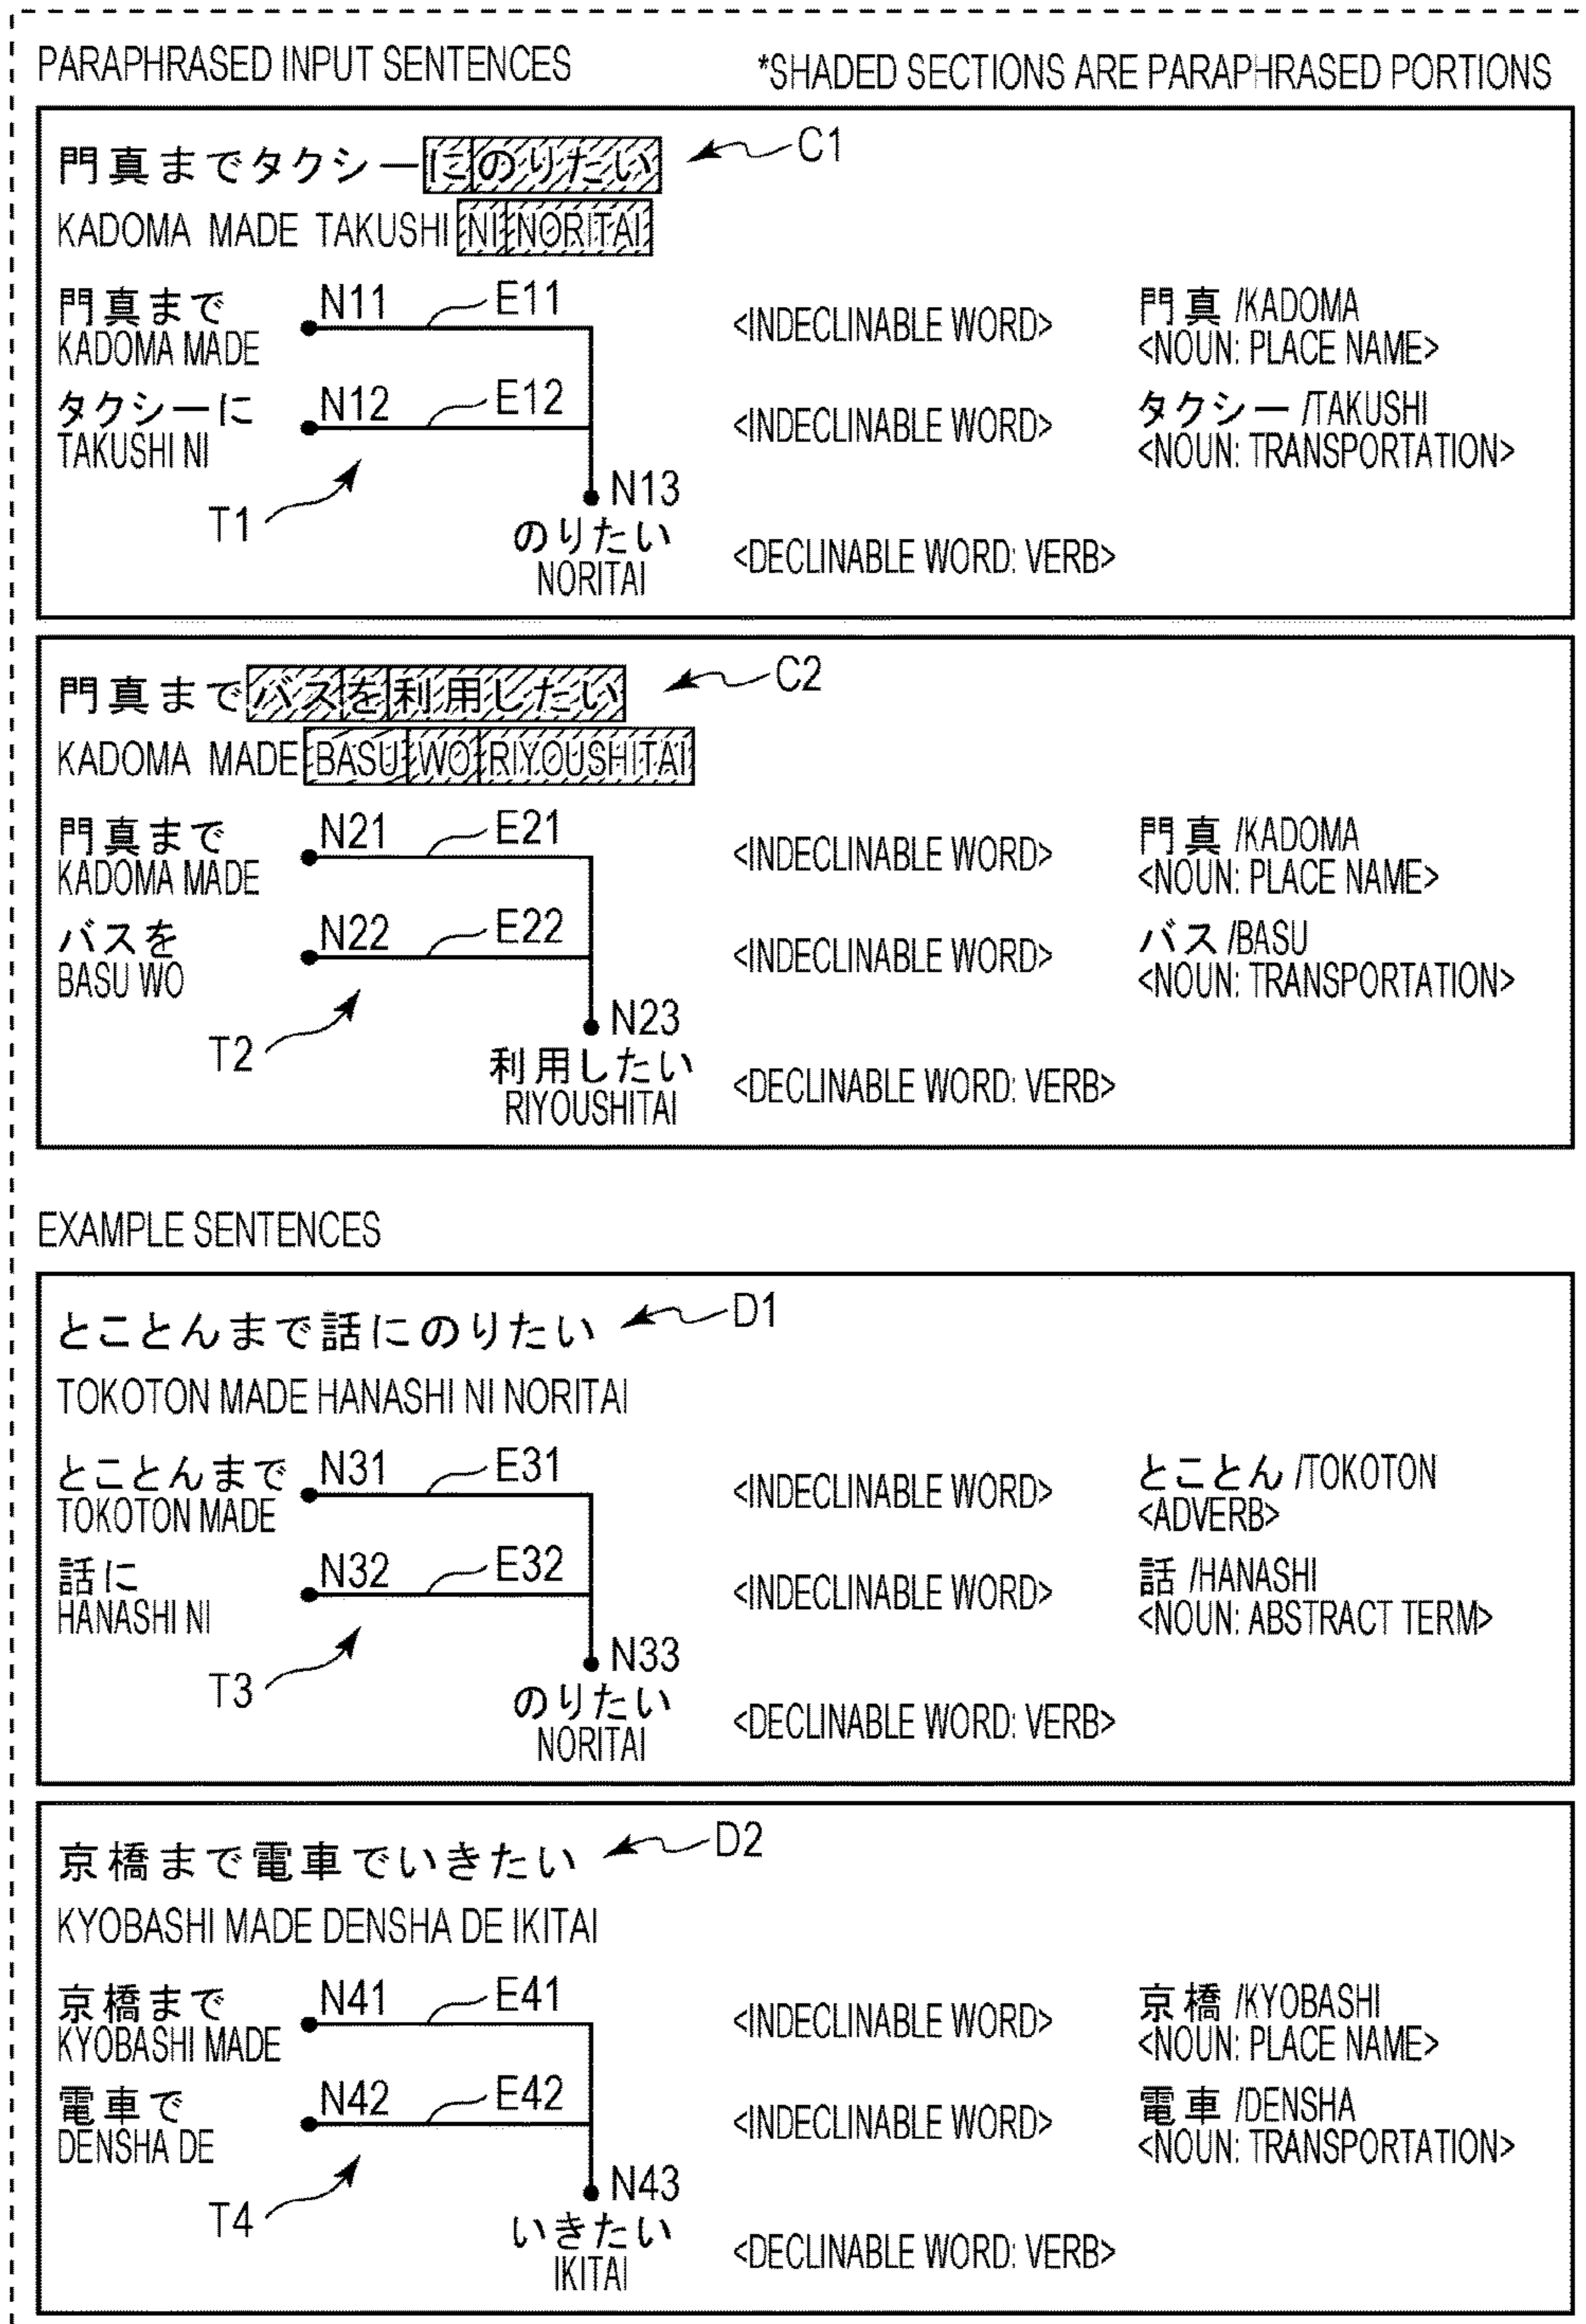 PARAPHRASED INPUT SENTENCES
*SHADED SECTIONS ARE PARAPHRASED PORTIONS
門真までタクシーにのりたい
C1
KADOMA MADE TAKUSHI NI NORITAI
門真まで N11 E11 <INDECLINABLE WORD> 門真 /KADOMA
KADOMA MADE <NOUN: PLACE NAME>
タクシーに N12 E12 <INDECLINABLE WORD> タクシー /TAKUSHI
TAKUSHI NI <NOUN: TRANSPORTATION>
T1 N13
のりたい <DECLINABLE WORD: VERB>
NORITAI
門真までバスを利用したい
C2
KADOMA MADE BASU WO RIYOUSHITAI
門真まで N21 E21 <INDECLINABLE WORD> 門真 /KADOMA
KADOMA MADE <NOUN: PLACE NAME>
バスを N22 E22 <INDECLINABLE WORD> バス /BASU
BASU WO <NOUN: TRANSPORTATION>
T2 N23
利用したい <DECLINABLE WORD: VERB>
RIYOUSHITAI
EXAMPLE SENTENCES
とことんまで話にのりたい
D1
TOKOTON MADE HANASHI NI NORITAI
とことんまで N31 E31 <INDECLINABLE WORD> とことん /TOKOTON
TOKOTON MADE <ADVERB>
話に N32 E32 <INDECLINABLE WORD> 話 /HANASHI
HANASHI NI <NOUN: ABSTRACT TERM>
T3 N33
のりたい <DECLINABLE WORD: VERB>
NORITAI
京橋まで電車でいきたい
D2
KYOBASHI MADE DENSHA DE IKITAI
京橋まで N41 E41 <INDECLINABLE WORD> 京橋 /KYOBASHI
KYOBASHI MADE <NOUN: PLACE NAME>
電車で N42 E42 <INDECLINABLE WORD> 電車 /DENSHA
DENSHA DE <NOUN: TRANSPORTATION>
T4 N43
いきたい <DECLINABLE WORD: VERB>
IKITAI